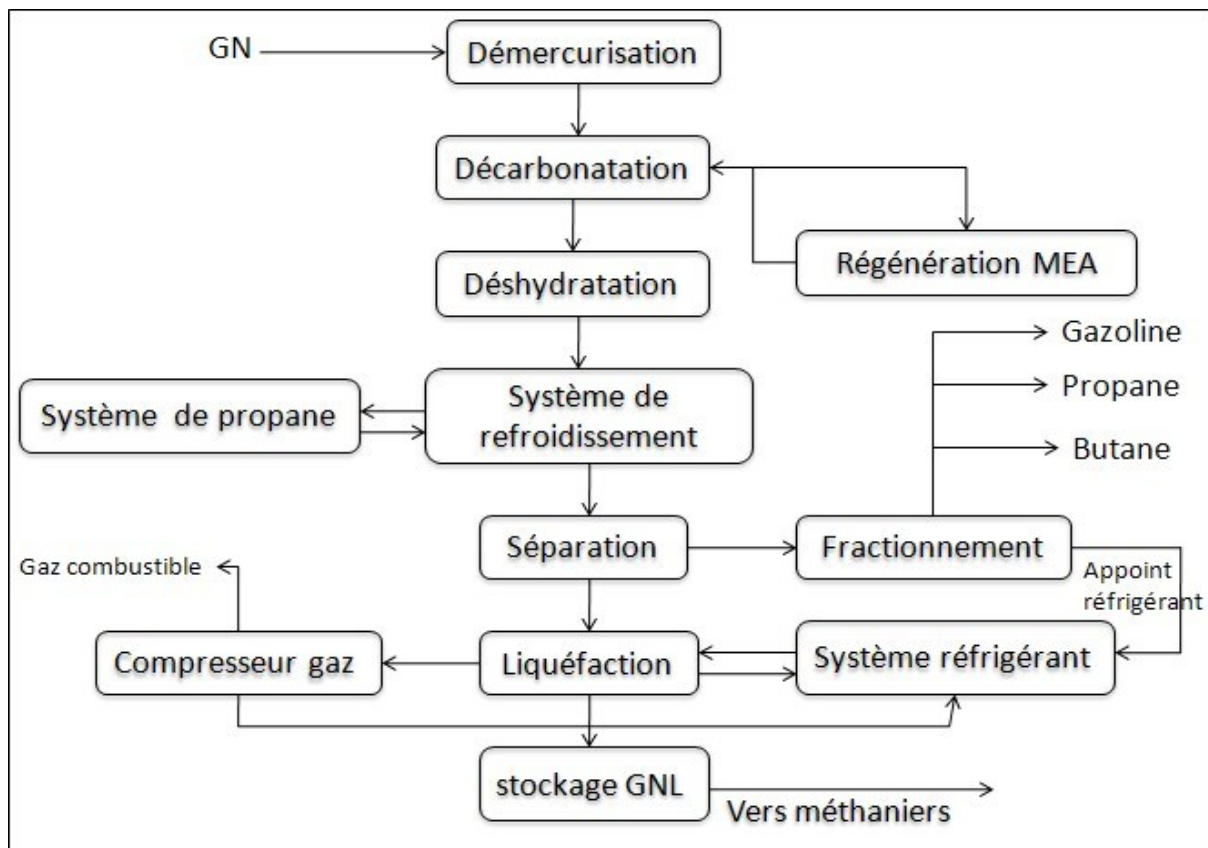 GN
Démercurisation
Décarbonatation
Régénération MEA
Déshydratation
Gazoline
Propane
Butane
Système de propane
Système de
refroidissement
Séparation
Fractionnement
Appoint
réfrigérant
Gaz combustible
Compresseur gaz
Liquéfaction
Système réfrigérant
stockage GNL
Vers méthaniers